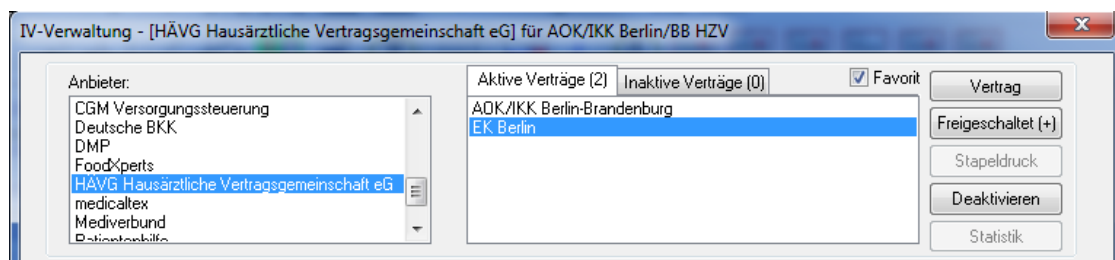 IV-Verwaltung - [HÄVG Hausärztliche Vertragsgemeinschaft eG] für AOK/IKK Berlin/BB HZV
x
Anbieter:
CGM Versorgungssteuerung
Deutsche BKK
DMP
FoodXperts
HÄVG Hausärztliche Vertragsgemeinschaft eG
medicaltex
Mediverbund
Patientenhilfe
Aktive Verträge (2)
Inaktive Verträge (0)
Favorit
AOK/IKK Berlin-Brandenburg
EK Berlin
Vertrag
Freigeschaltet (+)
Stapeldruck
Deaktivieren
Statistik